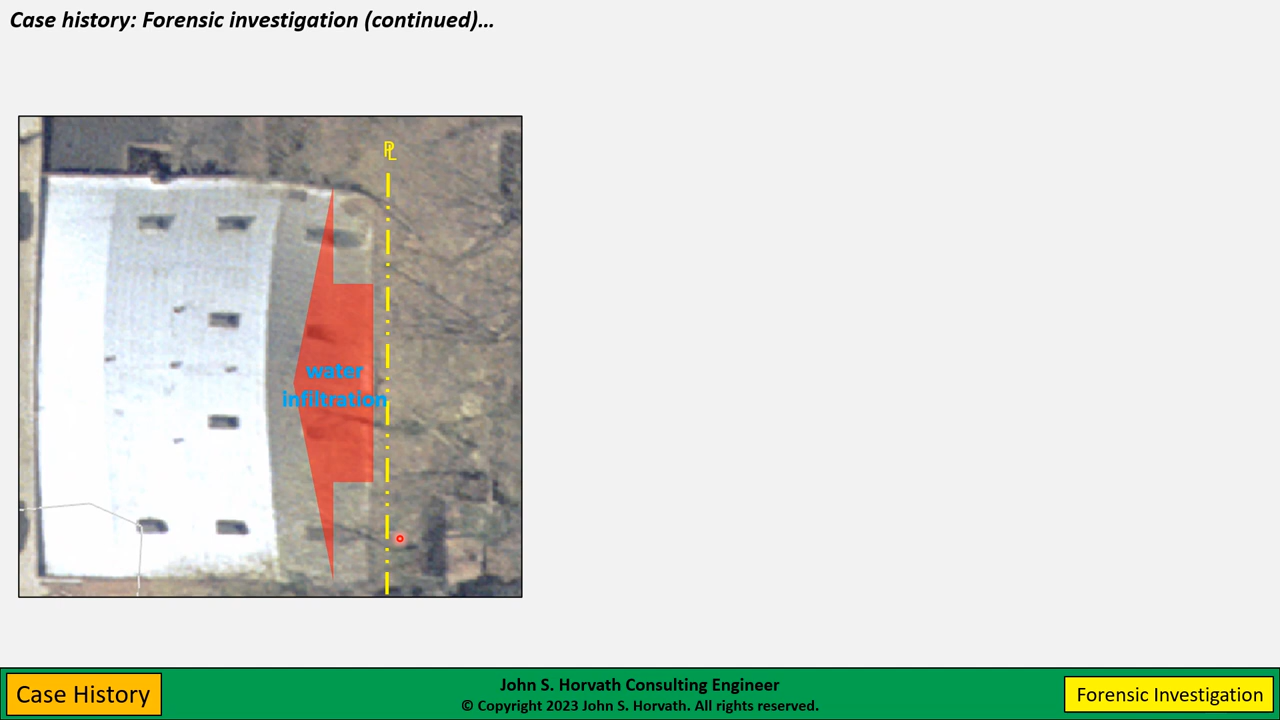 Case history: Forensic investigation (continued)…
PL
water
infiltration
Case History
John S. Horvath Consulting Engineer
© Copyright 2023 John S. Horvath. All rights reserved.
Forensic Investigation